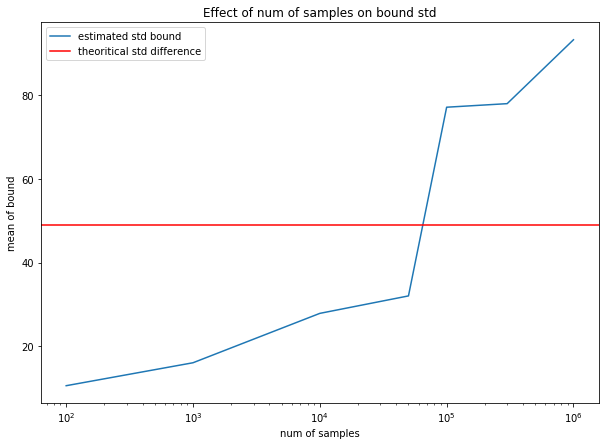 Effect of num of samples on bound std
estimated std bound
theoritical std difference
mean of bound
80
60
40
20
10²
10³
10⁴
10⁵
10⁶
num of samples